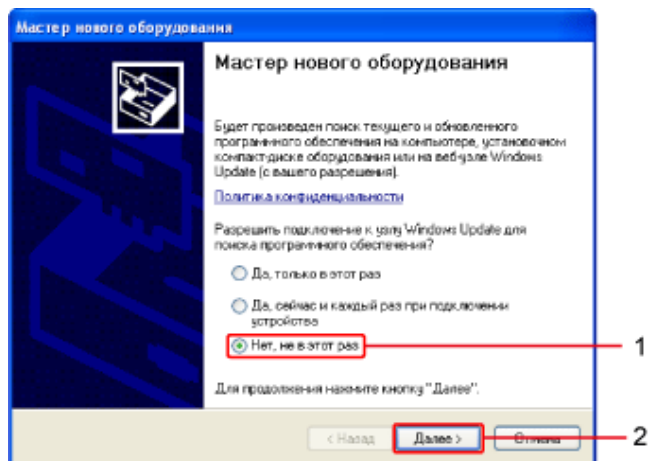 Мастер нового оборудования
Мастер нового оборудования
Будет произведен поиск текущего и обновленного
программного обеспечения на компьютере, установочном
компакт-диске оборудования или на веб-узле Windows
Update (с вашего разрешения).
Политика конфиденциальности
Разрешить подключение к узлу Windows Update для
поиска программного обеспечения?
Да, только в этот раз
Да, сейчас и каждый раз при подключении
устройства
Нет, не в этот раз
1
Для продолжения нажмите кнопку "Далее".
< Назад Далее > Отмена 2